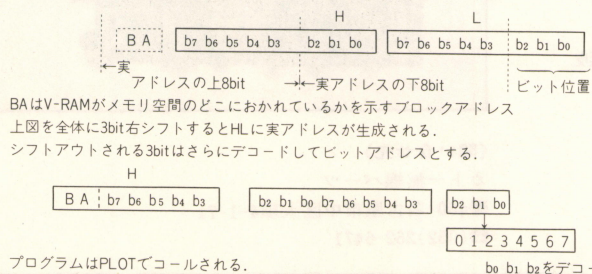 H L
BA b7 b6 b5 b4 b3 b2 b1 b0 b7 b6 b5 b4 b3 b2 b1 b0
←実
アドレスの上8bit →←実アドレスの下8bit ビット位置
BAはV-RAMがメモリ空間のどこにおかれているかを示すブロックアドレス
上図を全体に3bit右シフトするとHLに実アドレスが生成される.
シフトアウトされる3bitはさらにデコードしてビットアドレスとする.
H
BA b7 b6 b5 b4 b3 b2 b1 b0 b7 b6 b5 b4 b3 b2 b1 b0
0 1 2 3 4 5 6 7
プログラムはPLOTでコールされる.
b0 b1 b2をデコー